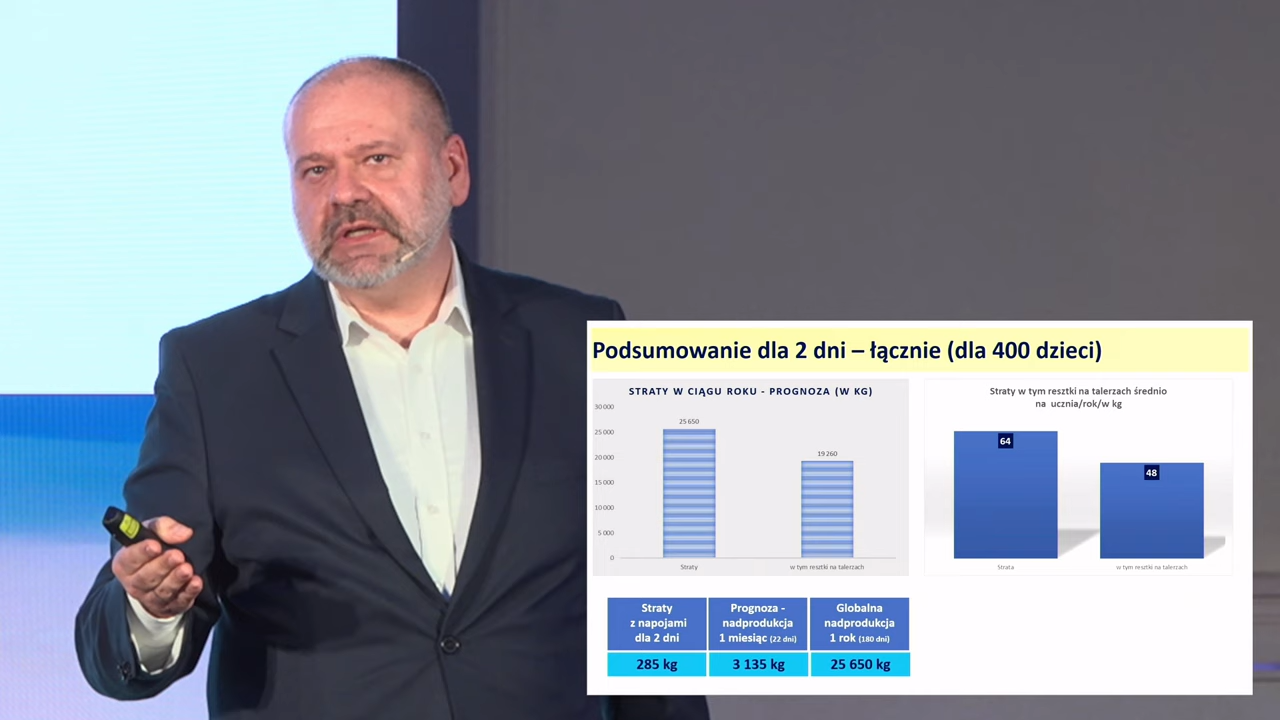 Podsumowanie dla 2 dni – łącznie (dla 400 dzieci)
STRATY W CIĄGU ROKU - PROGNOZA (W KG)
30 000
25 000
20 000
15 000
10 000
5 000
0
25 650
19 260
Straty
w tym resztki na talerzach
Straty w tym resztki na talerzach średnio
na ucznia/rok/w kg
64
48
Strata
w tym resztki na talerzach
Straty
z napojami
dla 2 dni
Prognoza -
nadprodukcja
1 miesiąc (22 dni)
Globalna
nadprodukcja
1 rok (180 dni)
285 kg
3 135 kg
25 650 kg